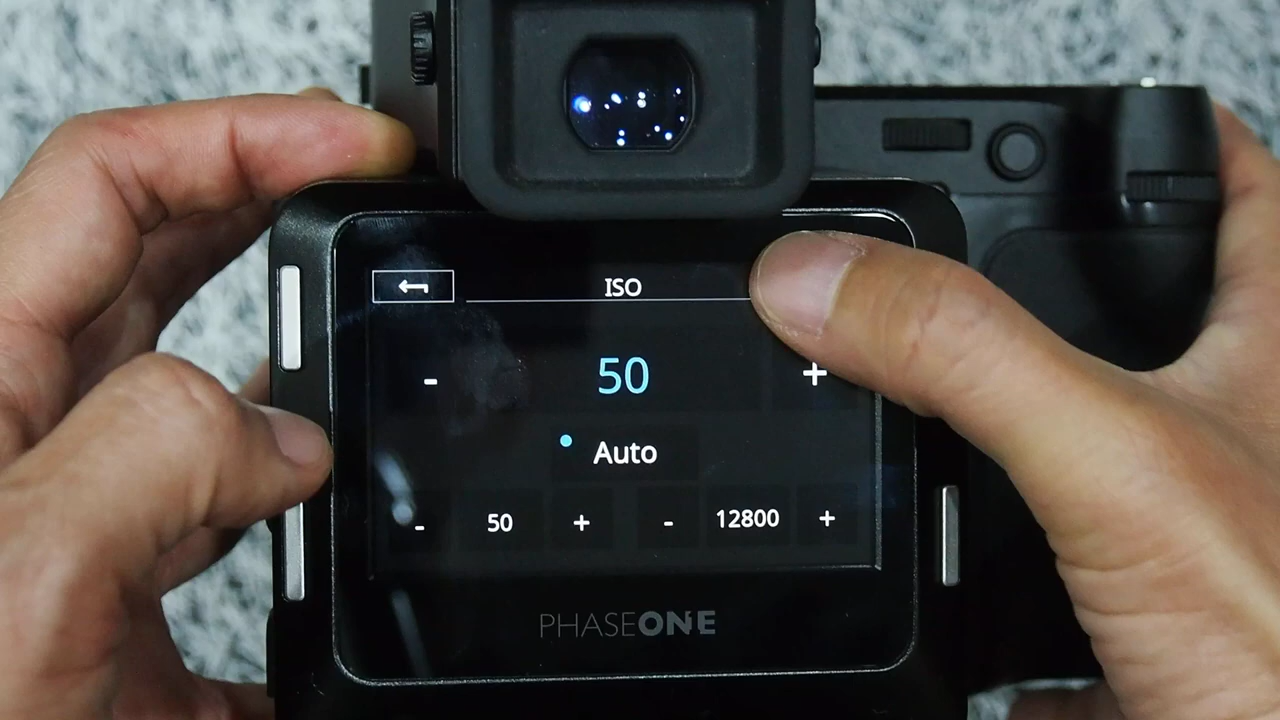 ISO
- 50 +
Auto
- 50 + - 12800 +
PHASEONE